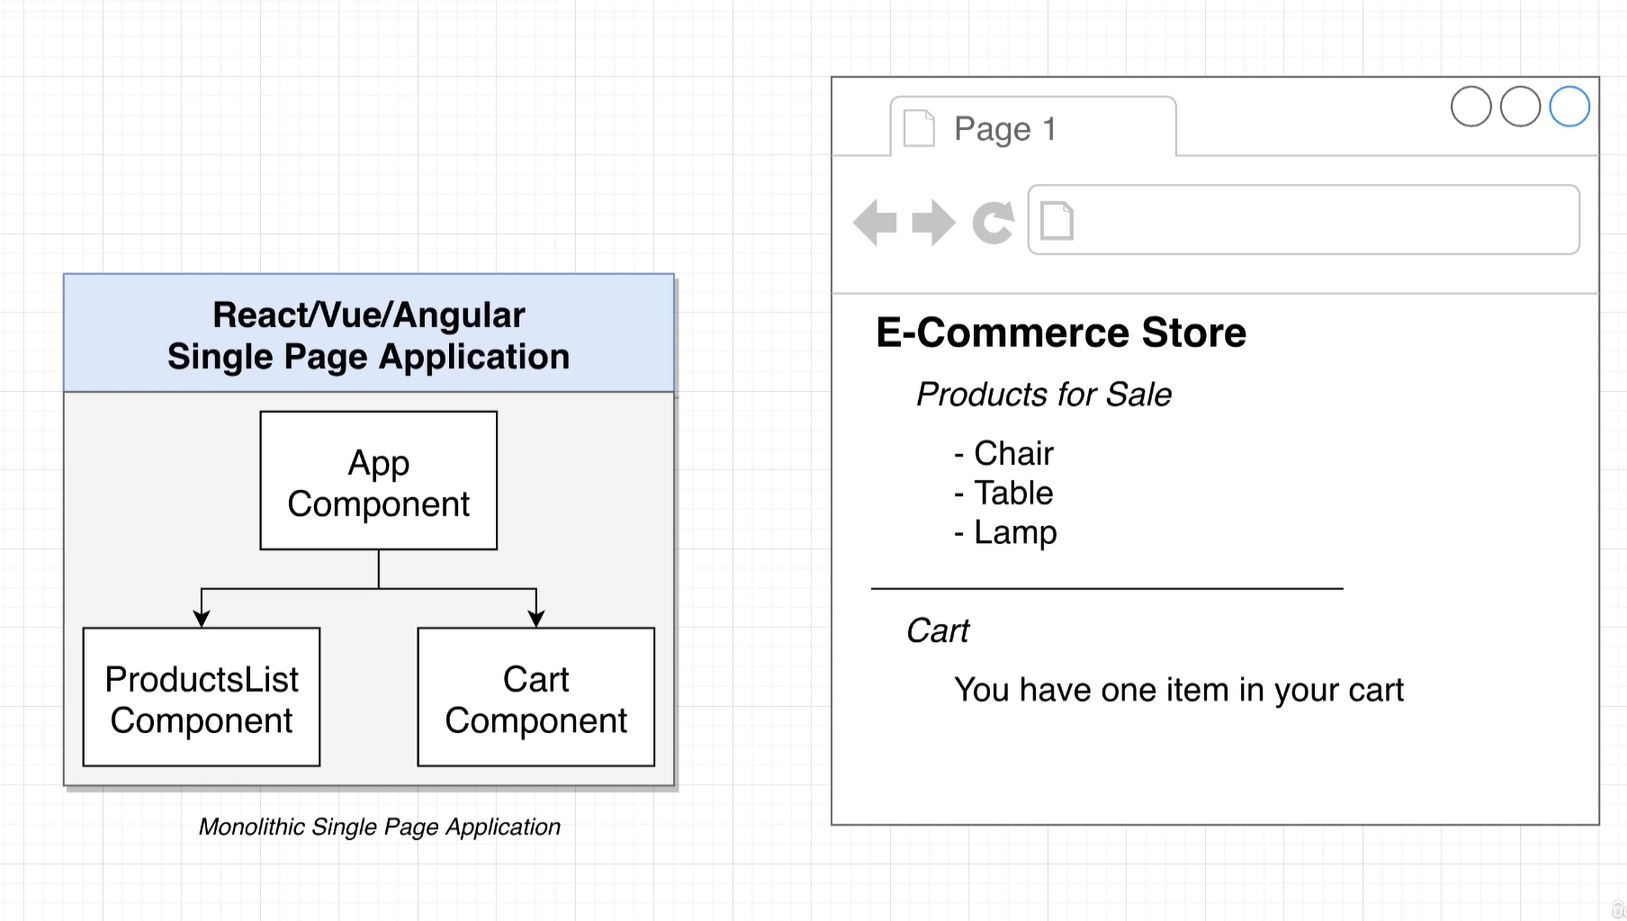 React/Vue/Angular
Single Page Application
App
Component
ProductsList
Component
Cart
Component
Monolithic Single Page Application
Page 1
E-Commerce Store
Products for Sale
- Chair
- Table
- Lamp
Cart
You have one item in your cart